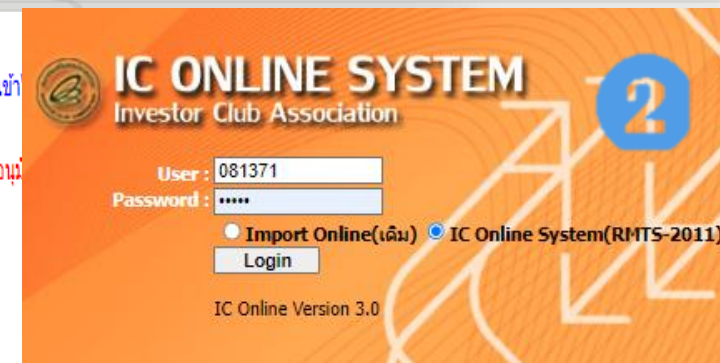 IC ONLINE SYSTEM
Investor Club Association
2
User : 081371
Password : •••••
Import Online(เดิม) IC Online System(RMTS-2011)
Login
IC Online Version 3.0